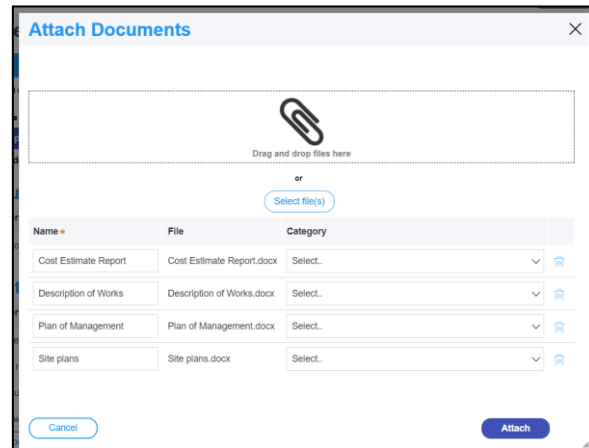 Attach Documents
Drag and drop files here
or
Select file(s)
Name* File Category
Cost Estimate Report Cost Estimate Report.docx Select..
Description of Works Description of Works.docx Select..
Plan of Management Plan of Management.docx Select..
Site plans Site plans.docx Select..
Cancel Attach